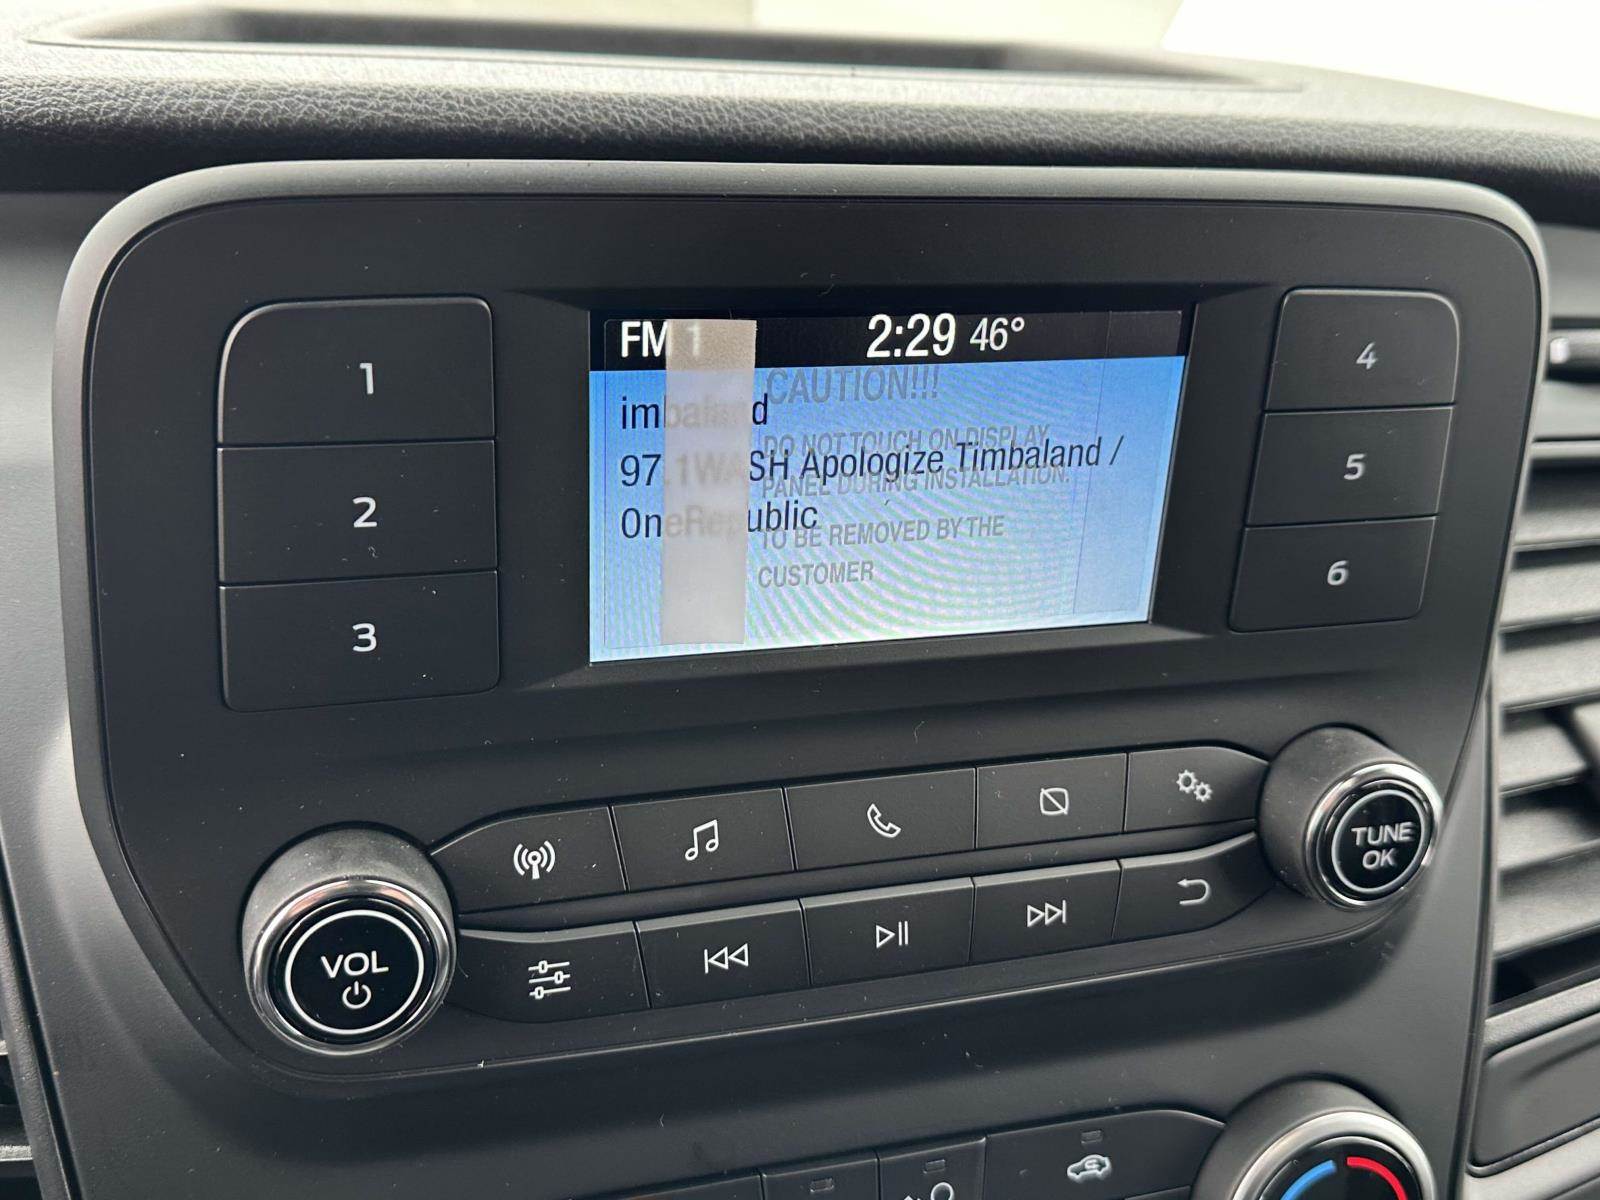 FM 1 2:29 46°
imbaland
97.1WASH Apologize Timbaland /
OneRepublic
CAUTION!!!
DO NOT TOUCH ON DISPLAY
PANEL DURING INSTALLATION.
TO BE REMOVED BY THE
CUSTOMER
1
2
3
4
5
6
VOL
TUNE
OK